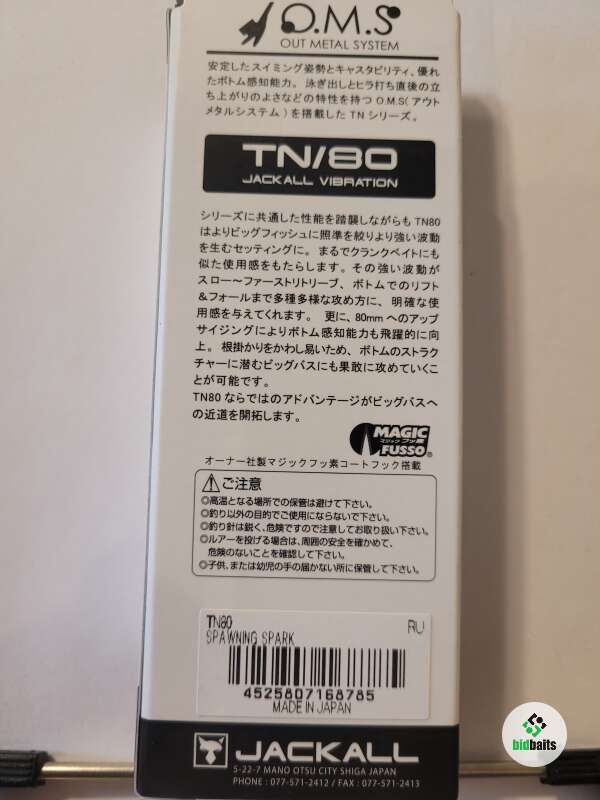 O.M.S
OUT METAL SYSTEM
安定したスイミング姿勢とキャスタビリティ、優れ
たボトム感知能力。 泳ぎ出しとヒラ打ち直後の立
ち上がりのよさなどの特性を持つ O.M.S(アウト
メタルシステム)を搭載した TN シリーズ。
TN/80
JACKALL VIBRATION
シリーズに共通した性能を踏襲しながらも TN80
はよりビッグフィッシュに照準を絞りより強い波動
を生むセッティングに。 まるでクランクベイトにも
似た使用感をもたらします。その強い波動が
スロー〜ファーストリトリーブ、 ボトムでのリフト
&フォールまで多種多様な攻め方に、 明確な使
用感を与えてくれます。 更に、80mm へのアップ
サイジングによりボトム感知能力も飛躍的に向
上。 根掛かりをかわし易いため、 ボトムのストラク
チャーに潜むビッグバスにも果敢に攻めていくこ
とが可能です。
TN80 ならではのアドバンテージがビッグバスへ
の近道を開拓します。
MAGIC
マジック フッ素
FUSSO
®
オーナー社製マジックフッ素コートフック搭載
ご注意
◎高温となる場所での保管は避けて下さい。
◎釣り以外の目的でご使用にならないで下さい。
◎釣り針は鋭く、危険ですので注意してお取り扱い下さい。
◎ルアーを投げる場合は、周囲の安全を確かめて、
危険のないことを確認して下さい。
◎子供、または幼児の手の届かない所に保管して下さい。
TN80 RU
SPAWNING SPARK
4525807168785
MADE IN JAPAN
JACKALL
5-22-7 MANO OTSU CITY SHIGA JAPAN
PHONE : 077-571-2412 / FAX : 077-571-2413
bidbaits